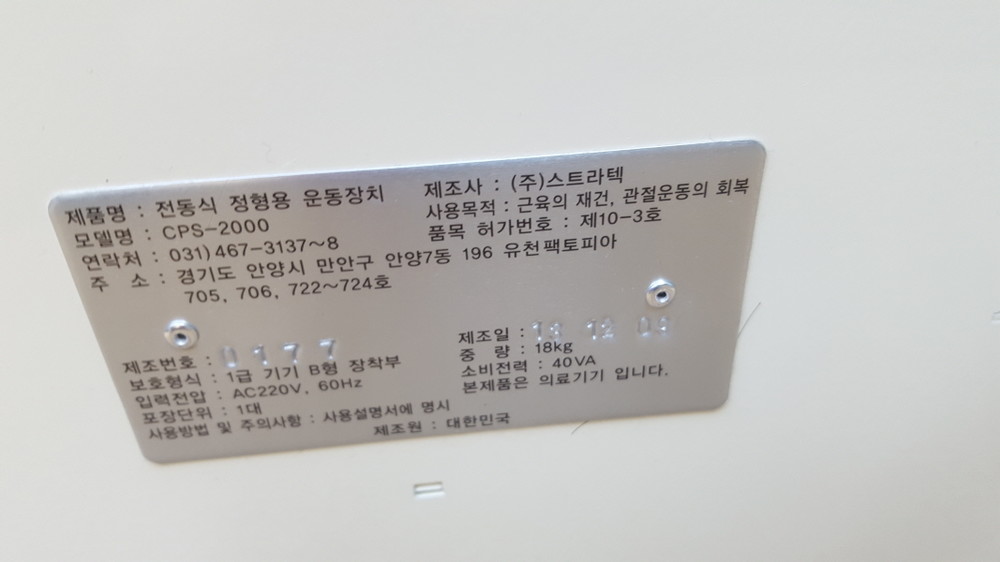 제품명 : 전동식 정형용 운동장치 제조사 : (주)스트라텍
모델명 : CPS-2000 사용목적 : 근육의 재건, 관절운동의 회복
연락처 : 031)467-3137~8 품목 허가번호 : 제10-3호
주 소 : 경기도 안양시 만안구 안양7동 196 유천팩토피아
705, 706, 722~724호
제조번호 : 0177 제조일 : 13 12 09
보호형식 : 1급 기기 B형 장착부 중 량 : 18kg
입력전압 : AC220V, 60Hz 소비전력 : 40VA
포장단위 : 1대 본제품은 의료기기 입니다.
사용방법 및 주의사항 : 사용설명서에 명시
제조원 : 대한민국